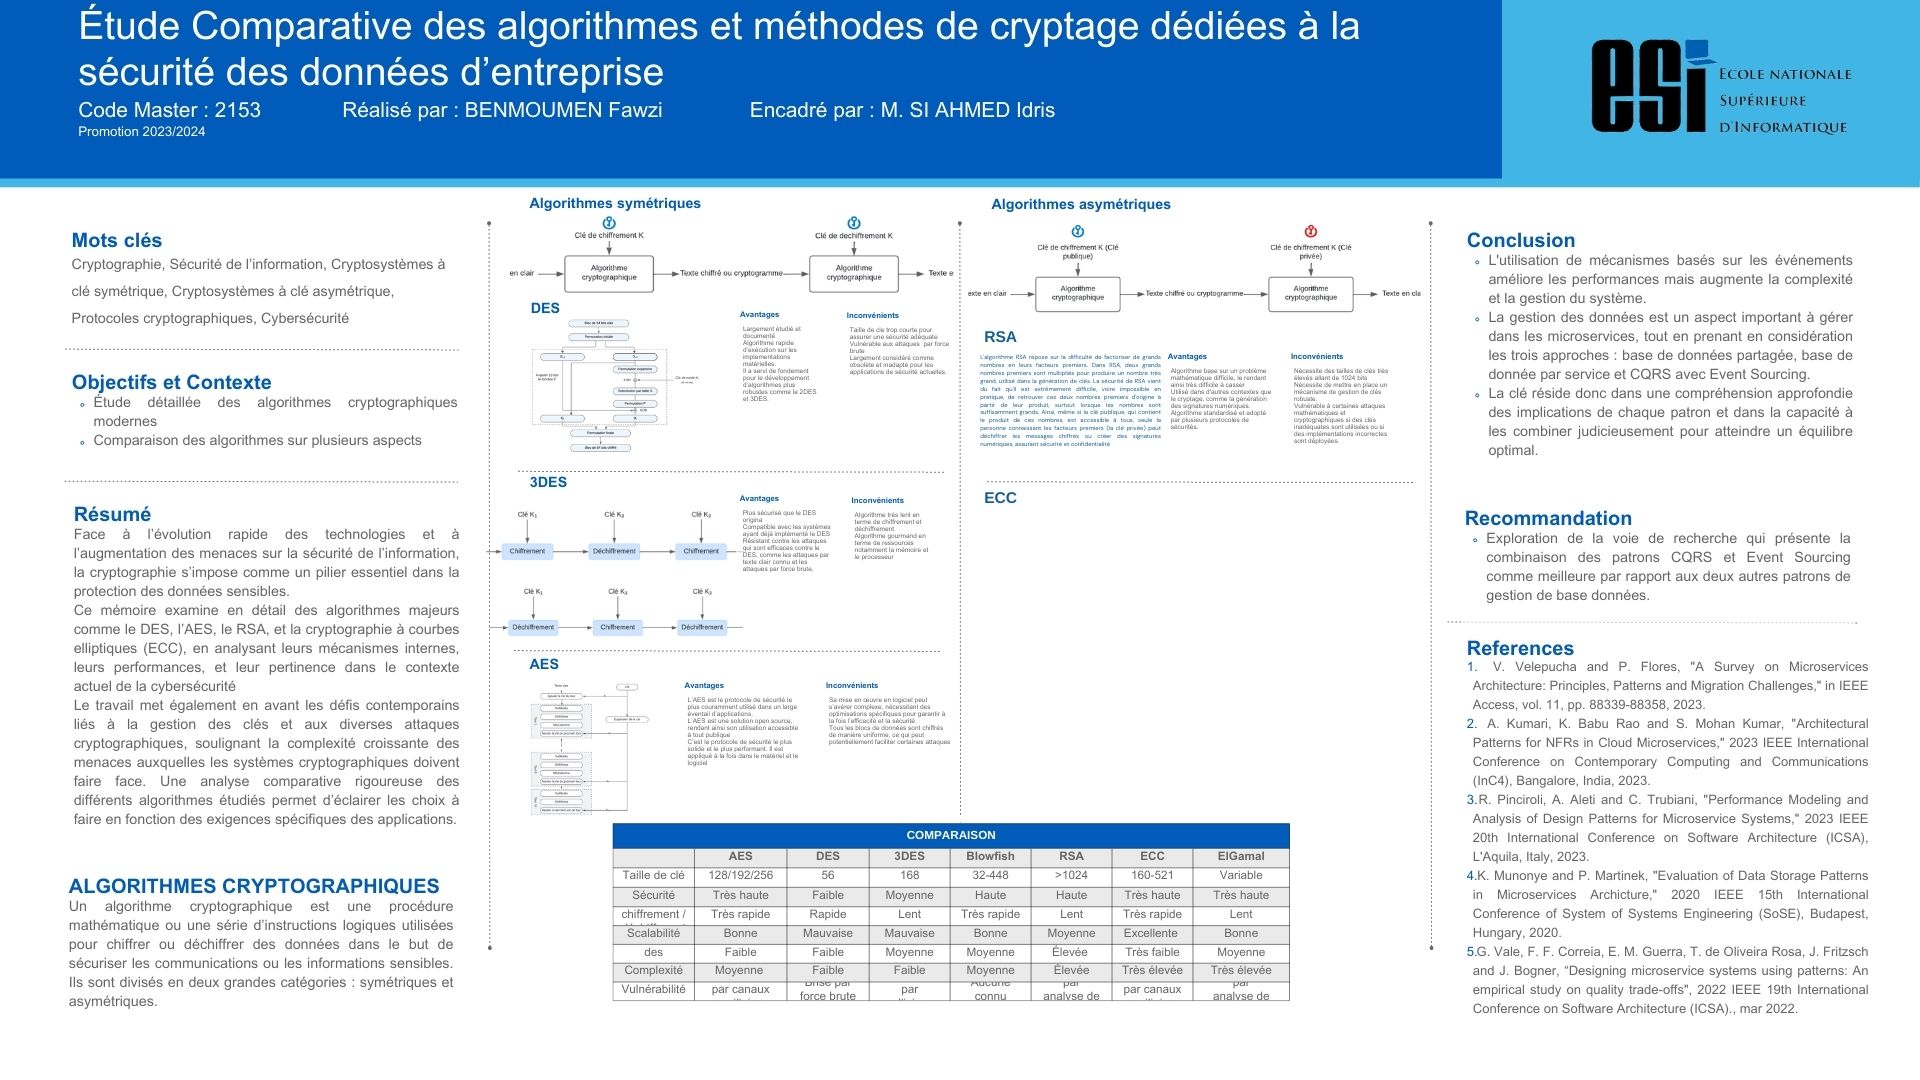 Étude Comparative des algorithmes et méthodes de cryptage dédiées à la
sécurité des données d'entreprise
Code Master : 2153 Réalisé par : BENMOUMEN Fawzi Encadré par : M. SI AHMED Idris
Promotion 2023/2024
esi
ECOLE NATIONALE
SUPÉRIEURE
D'INFORMATIQUE
Mots clés
Cryptographie, Sécurité de l'information, Cryptosystèmes à
clé symétrique, Cryptosystèmes à clé asymétrique,
Protocoles cryptographiques, Cybersécurité
Objectifs et Contexte
Étude détaillée des algorithmes cryptographiques
modernes
Comparaison des algorithmes sur plusieurs aspects
Résumé
Face à l'évolution rapide des technologies et à
l'augmentation des menaces sur la sécurité de l'information,
la cryptographie s'impose comme un pilier essentiel dans la
protection des données sensibles.
Ce mémoire examine en détail des algorithmes majeurs
comme le DES, l'AES, le RSA, et la cryptographie à courbes
elliptiques (ECC), en analysant leurs mécanismes internes,
leurs performances, et leur pertinence dans le contexte
actuel de la cybersécurité
Le travail met également en avant les défis contemporains
liés à la gestion des clés et aux diverses attaques
cryptographiques, soulignant la complexité croissante des
menaces auxquelles les systèmes cryptographiques doivent
faire face. Une analyse comparative rigoureuse des
différents algorithmes étudiés permet d'éclairer les choix à
faire en fonction des exigences spécifiques des applications.
ALGORITHMES CRYPTOGRAPHIQUES
Un algorithme cryptographique est une procédure
mathématique ou une série d'instructions logiques utilisées
pour chiffrer ou déchiffrer des données dans le but de
sécuriser les communications ou les informations sensibles.
Ils sont divisés en deux grandes catégories : symétriques et
asymétriques.
Algorithmes symétriques
Clé de chiffrement K
Clé de dechiffrement K
en clair
Algorithme
cryptographique
Texte chiffré ou cryptogramme
Algorithme
cryptographique
Texte e
DES
Bloc de 64 bits clair
Permutation initiale
Permutation expansive
Permutation P
Permutation finale
Bloc de 64 bits chiffré
Avantages
Largement étudié et
documenté
Algorithme rapide
d'exécution sur les
implémentations
matérielles.
Il a servi de fondement
pour le développement
d'algorithmes plus
robustes comme le 2DES
et 3DES.
Inconvénients
Taille de cle trop courte pour
assurer une sécurité adéquate
Vulnérable aux attaques par force
brute
Largement considéré comme
obsolète et inadapté pour les
applications de sécurité actuelles.
3DES
Clé K₁ Clé K₂ Clé K₃
Chiffrement Déchiffrement Chiffrement
Clé K₁ Clé K₂ Clé K₃
Déchiffrement Chiffrement Déchiffrement
Avantages
Plus sécurisé que le DES
origina
Compatible avec les systèmes
ayant déjà implémenté le DES
Résistant contre les attaques
qui sont efficaces contre le
DES, comme les attaques par
texte clair connu et les
attaques par force brute.
Inconvénients
Algorithme très lent en
terme de chiffrement et
déchiffrement
Algorithme gourmand en
terme de ressources
notamment la mémoire et
le processeur
AES
Avantages
L'AES est le protocole de sécurité le
plus couramment utilisé dans un large
éventail d'applications.
L'AES est une solution open source,
rendant ainsi son utilisation accessible
à tout publique
C'est le protocole de sécurité le plus
solide et le plus performant. Il est
appliqué à la fois dans le matériel et le
logiciel
Inconvénients
Sa mise en œuvre en logiciel peut
s'avérer complexe, nécessitant des
optimisations spécifiques pour garantir à
la fois l'efficacité et la sécurité.
Tous les blocs de données sont chiffrés
de manière uniforme, ce qui peut
potentiellement faciliter certaines attaques
Algorithmes asymétriques
Clé de chiffrement K (Clé
publique)
Clé de chiffrement K (Clé
privée)
exte en clair
Algorithme
cryptographique
Texte chiffré ou cryptogramme
Algorithme
cryptographique
Texte en cla
RSA
L'algorithme RSA repose sur la difficulté de factoriser de grands
nombres en leurs facteurs premiers. Dans RSA, deux grands
nombres premiers sont multipliés pour produire un nombre très
grand, utilisé dans la génération de clés. La sécurité de RSA vient
du fait qu'il est extrêmement difficile, voire impossible en
pratique, de retrouver ces deux nombres premiers d'origine à
partir de leur produit, surtout lorsque les nombres sont
suffisamment grands. Ainsi, même si la clé publique, qui contient
le produit de ces nombres, est accessible à tous, seule la
personne connaissant les facteurs premiers (la clé privée) peut
déchiffrer les messages chiffrés ou créer des signatures
numériques, assurant sécurité et confidentialité
Avantages
Algorithme base sur un problème
mathématique difficile, le rendant
ainsi très difficile à casser
Utilisé dans d'autres contextes que
le cryptage, comme la génération
des signatures numériques.
Algorithme standardisé et adopté
par plusieurs protocoles de
sécurités.
Inconvénients
Nécessite des tailles de clés très
élevés allant de 1024 bits
Nécessite de mettre en place un
mécanisme de gestion de clés
robuste.
Vulnérable à certaines attaques
mathématiques et
cryptographiques si des clés
inadéquates sont utilisées ou si
des implémentations incorrectes
sont déployées.
ECC
COMPARAISON
AES DES 3DES Blowfish RSA ECC ElGamal
Taille de clé 128/192/256 56 168 32-448 >1024 160-521 Variable
Sécurité Très haute Faible Moyenne Haute Haute Très haute Très haute
chiffrement / Très rapide Rapide Lent Très rapide Lent Très rapide Lent
Scalabilité Bonne Mauvaise Mauvaise Bonne Moyenne Excellente Bonne
des Faible Faible Moyenne Moyenne Élevée Très faible Moyenne
Complexité Moyenne Faible Faible Moyenne Élevée Très élevée Très élevée
Vulnérabilité par canaux Brisé par force brute par Aucune connu par analyse de par canaux par analyse de
Conclusion
L'utilisation de mécanismes basés sur les événements
améliore les performances mais augmente la complexité
et la gestion du système.
La gestion des données est un aspect important à gérer
dans les microservices, tout en prenant en considération
les trois approches : base de données partagée, base de
donnée par service et CQRS avec Event Sourcing.
La clé réside donc dans une compréhension approfondie
des implications de chaque patron et dans la capacité à
les combiner judicieusement pour atteindre un équilibre
optimal.
Recommandation
Exploration de la voie de recherche qui présente la
combinaison des patrons CQRS et Event Sourcing
comme meilleure par rapport aux deux autres patrons de
gestion de base données.
References
1. V. Velepucha and P. Flores, "A Survey on Microservices
Architecture: Principles, Patterns and Migration Challenges," in IEEE
Access, vol. 11, pp. 88339-88358, 2023.
2. A. Kumari, K. Babu Rao and S. Mohan Kumar, "Architectural
Patterns for NFRs in Cloud Microservices," 2023 IEEE International
Conference on Contemporary Computing and Communications
(InC4), Bangalore, India, 2023.
3.R. Pinciroli, A. Aleti and C. Trubiani, "Performance Modeling and
Analysis of Design Patterns for Microservice Systems," 2023 IEEE
20th International Conference on Software Architecture (ICSA),
L'Aquila, Italy, 2023.
4.K. Munonye and P. Martinek, "Evaluation of Data Storage Patterns
in Microservices Archicture," 2020 IEEE 15th International
Conference of System of Systems Engineering (SoSE), Budapest,
Hungary, 2020.
5.G. Vale, F. F. Correia, E. M. Guerra, T. de Oliveira Rosa, J. Fritzsch
and J. Bogner, "Designing microservice systems using patterns: An
empirical study on quality trade-offs", 2022 IEEE 19th International
Conference on Software Architecture (ICSA)., mar 2022.